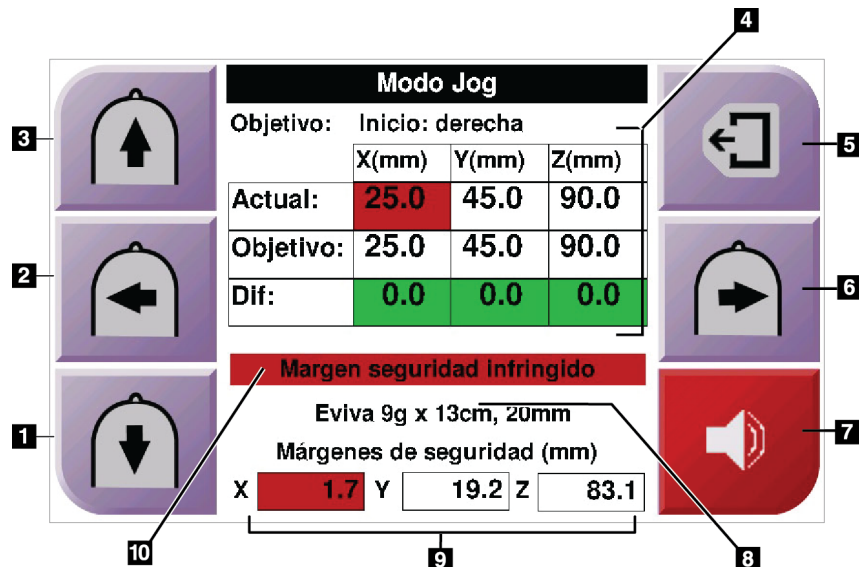 4
Modo Jog
Objetivo: Inicio: derecha
X(mm) Y(mm) Z(mm)
Actual: 25.0 45.0 90.0
Objetivo: 25.0 45.0 90.0
Dif: 0.0 0.0 0.0
Margen seguridad infringido
Eviva 9g x 13cm, 20mm
Márgenes de seguridad (mm)
X 1.7 Y 19.2 Z 83.1
3
2
1
5
6
7
10
9
8